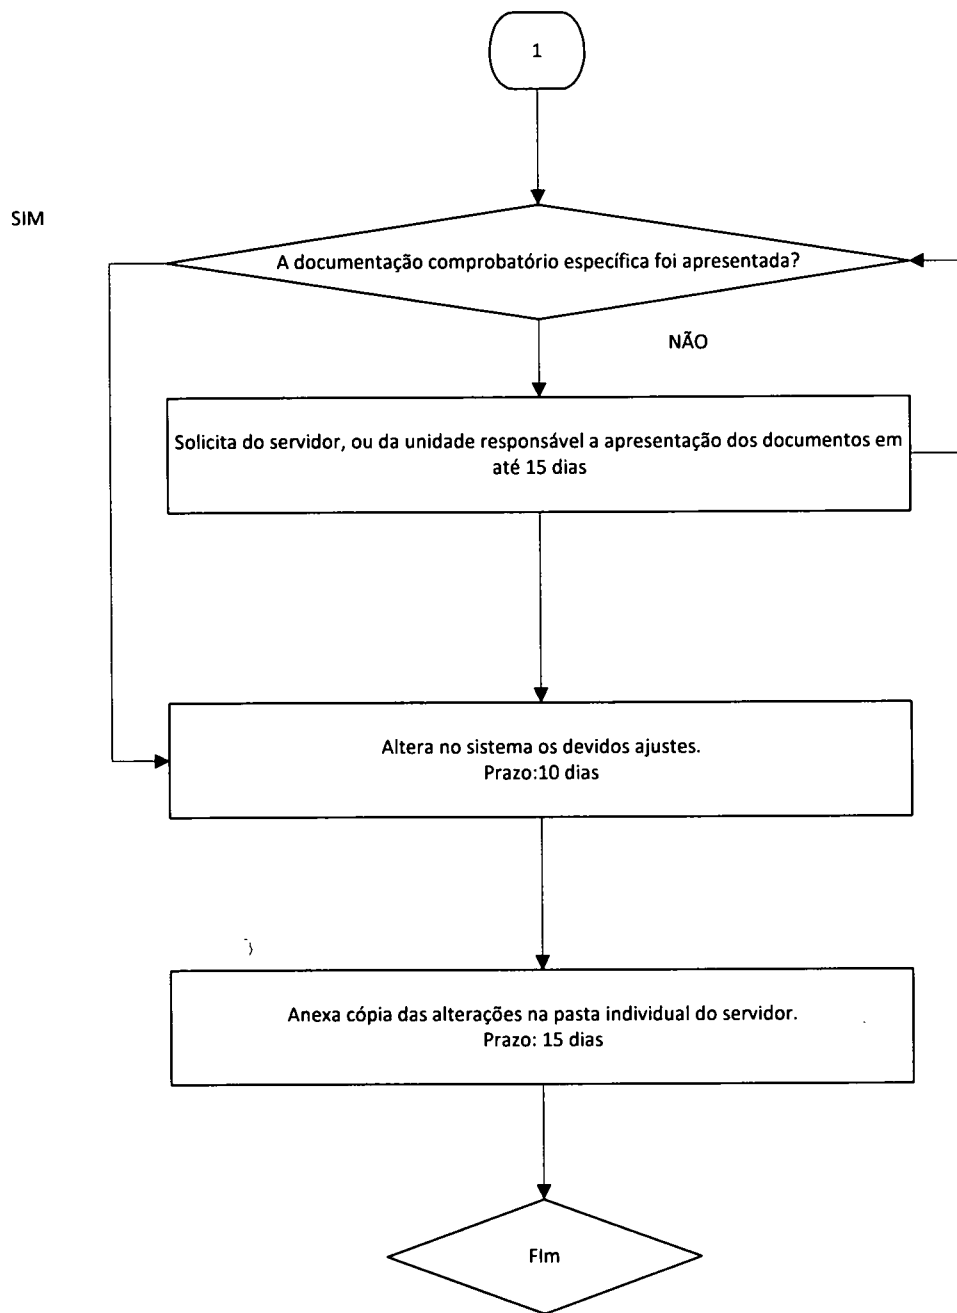 1
SIM
A documentação comprobatório específica foi apresentada?
NÃO
Solicita do servidor, ou da unidade responsável a apresentação dos documentos em
até 15 dias
Altera no sistema os devidos ajustes.
Prazo:10 dias
Anexa cópia das alterações na pasta individual do servidor.
Prazo: 15 dias
FIm